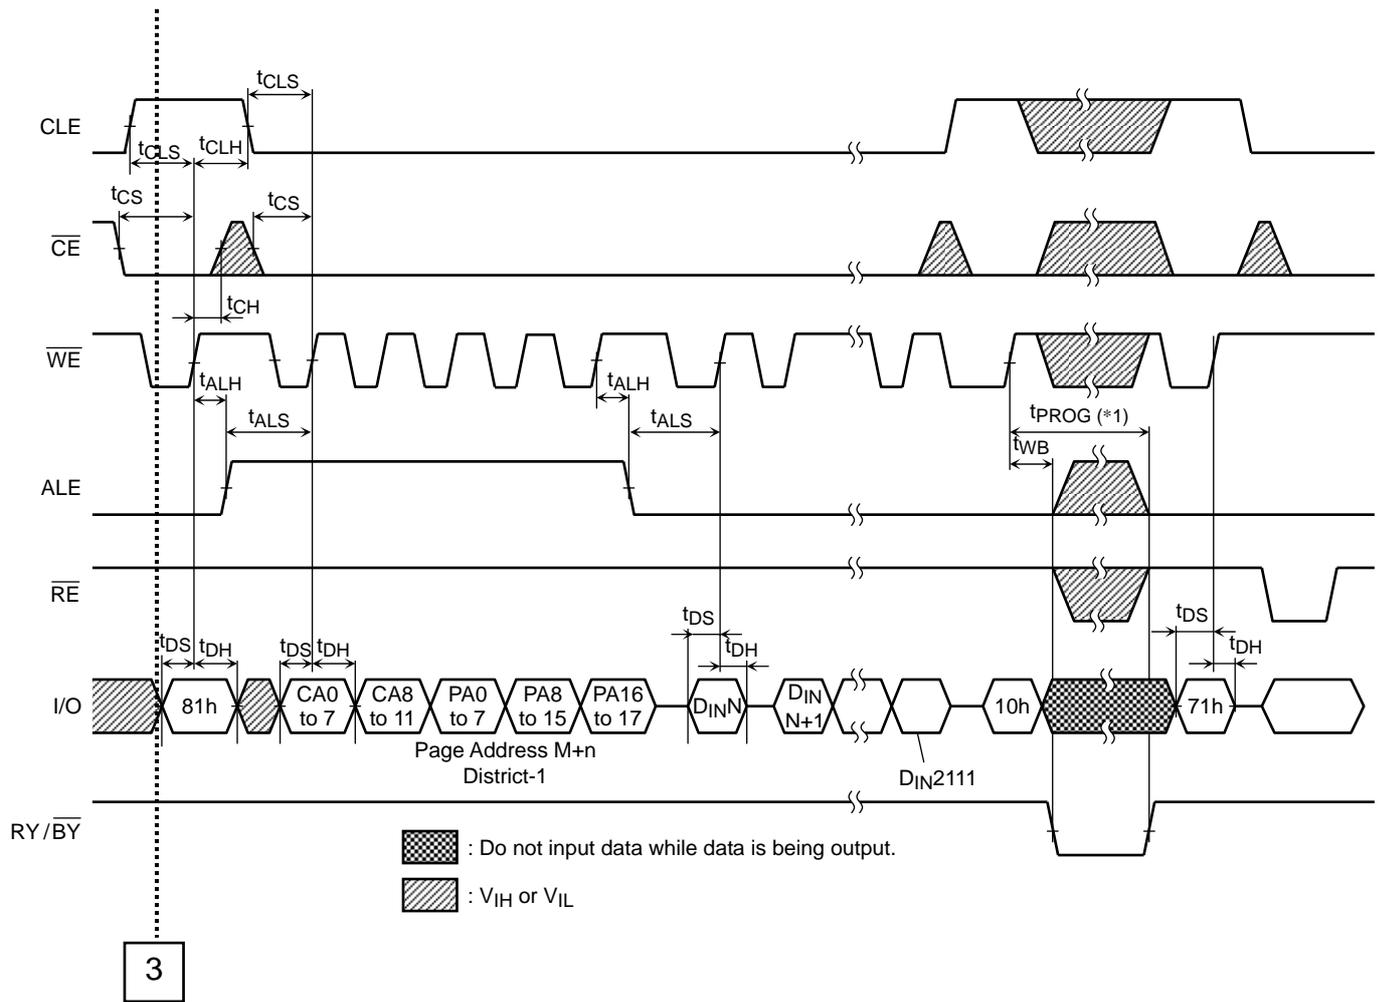 tCLS
CLE
tCLS tCLH
tCS tCS
CE
tCH
WE
tALH tALH
tALS tALS tPROG (*1)
tWB
ALE
RE
tDS tDH tDS tDH tDS tDH tDS tDH
I/O 81h CA0 to 7 CA8 to 11 PA0 to 7 PA8 to 15 PA16 to 17 DINN DIN N+1 10h 71h
Page Address M+n
District-1
DIN2111
RY/BY
: Do not input data while data is being output.
: VIH or VIL
3